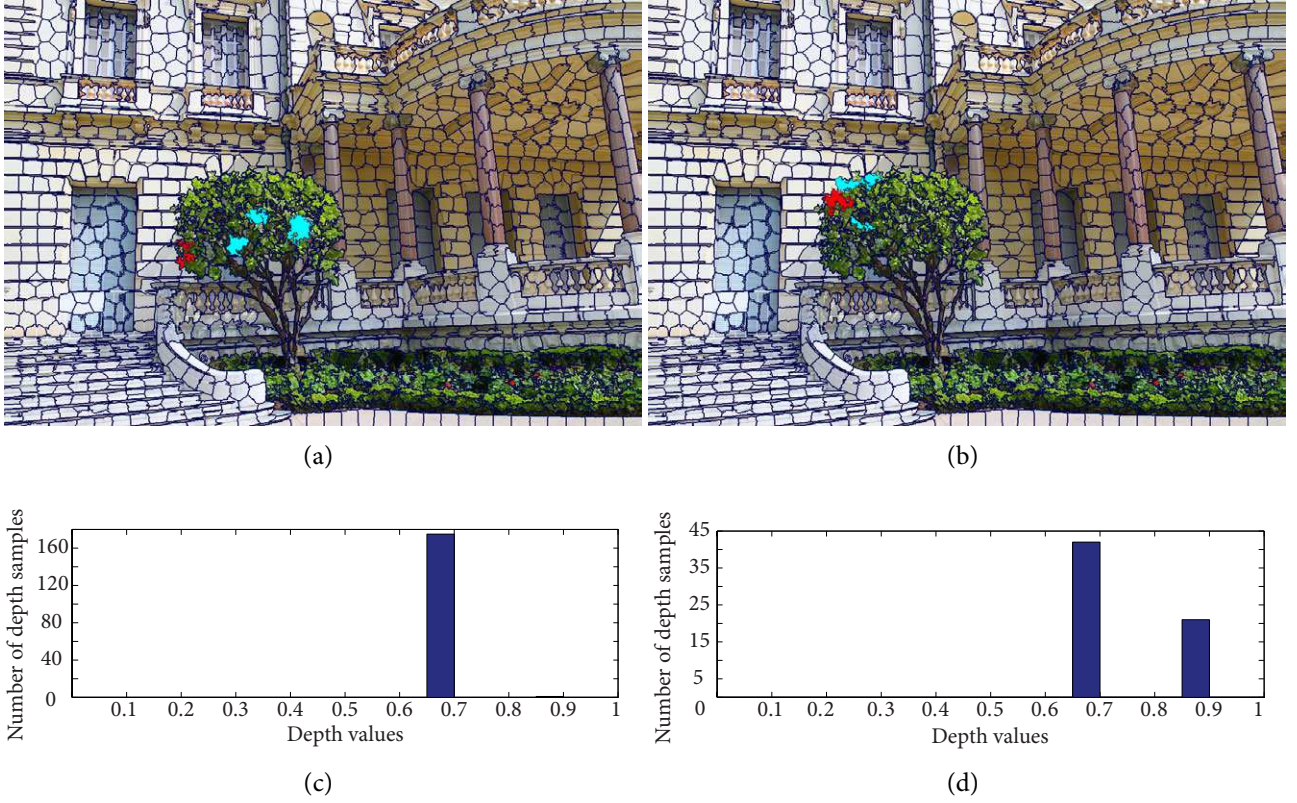 (a)
(b)
Number of depth samples
160
120
80
40
0
0.1 0.2 0.3 0.4 0.5 0.6 0.7 0.8 0.9 1
Depth values
(c)
Number of depth samples
45
35
25
15
5
0 0.1 0.2 0.3 0.4 0.5 0.6 0.7 0.8 0.9 1
Depth values
(d)